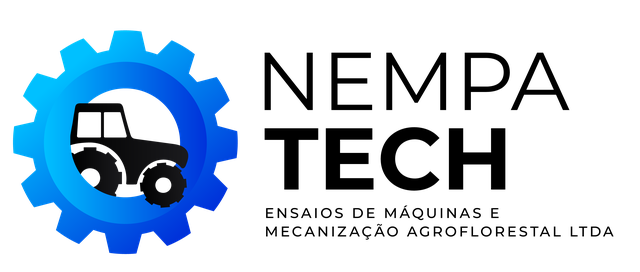 NEMPA
TECH
ENSAIOS DE MÁQUINAS E
MECANIZAÇÃO AGROFLORESTAL LTDA